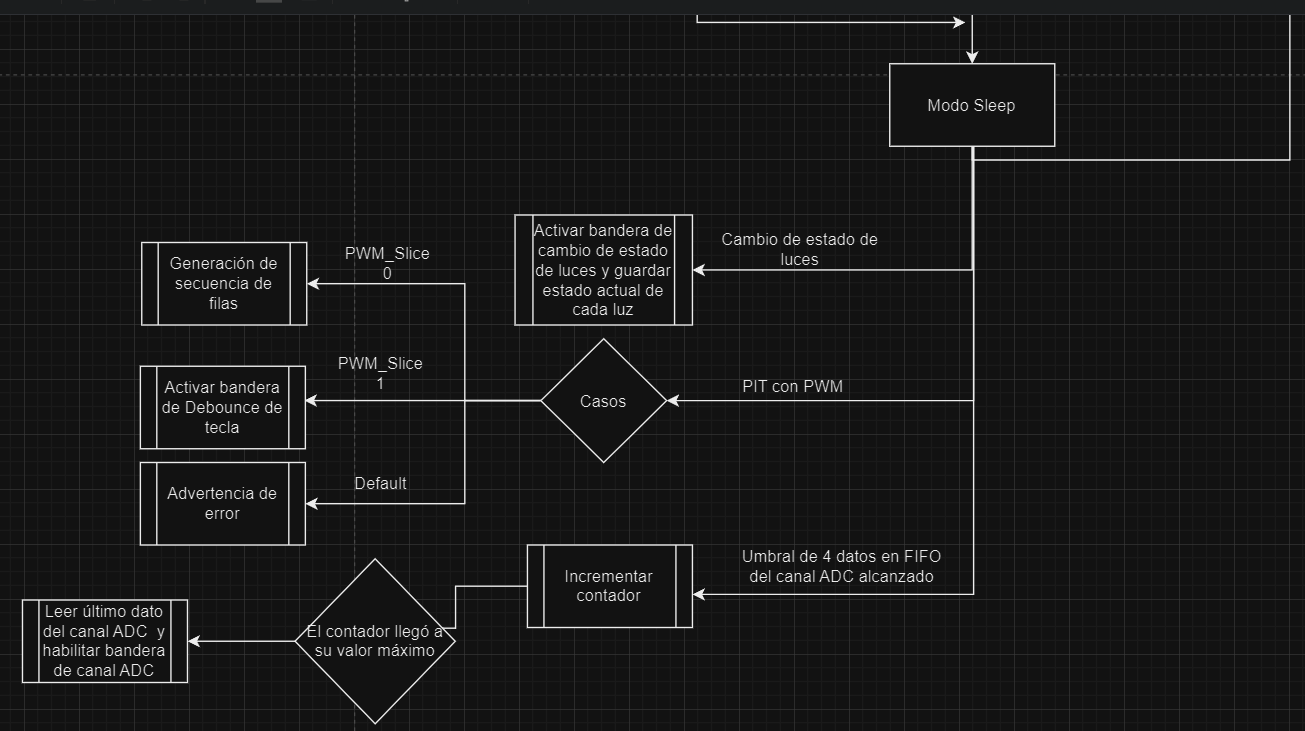 Modo Sleep
Activar bandera de
cambio de estado
de luces y guardar
estado actual de
cada luz
Cambio de estado de
luces
PWM_Slice
0
Generación de
secuencia de
filas
PWM_Slice
1
Activar bandera
de Debounce de
tecla
Casos
PIT con PWM
Default
Advertencia de
error
Incrementar
contador
Umbral de 4 datos en FIFO
del canal ADC alcanzado
El contador llegó a
su valor máximo
Leer último dato
del canal ADC y
habilitar bandera
de canal ADC